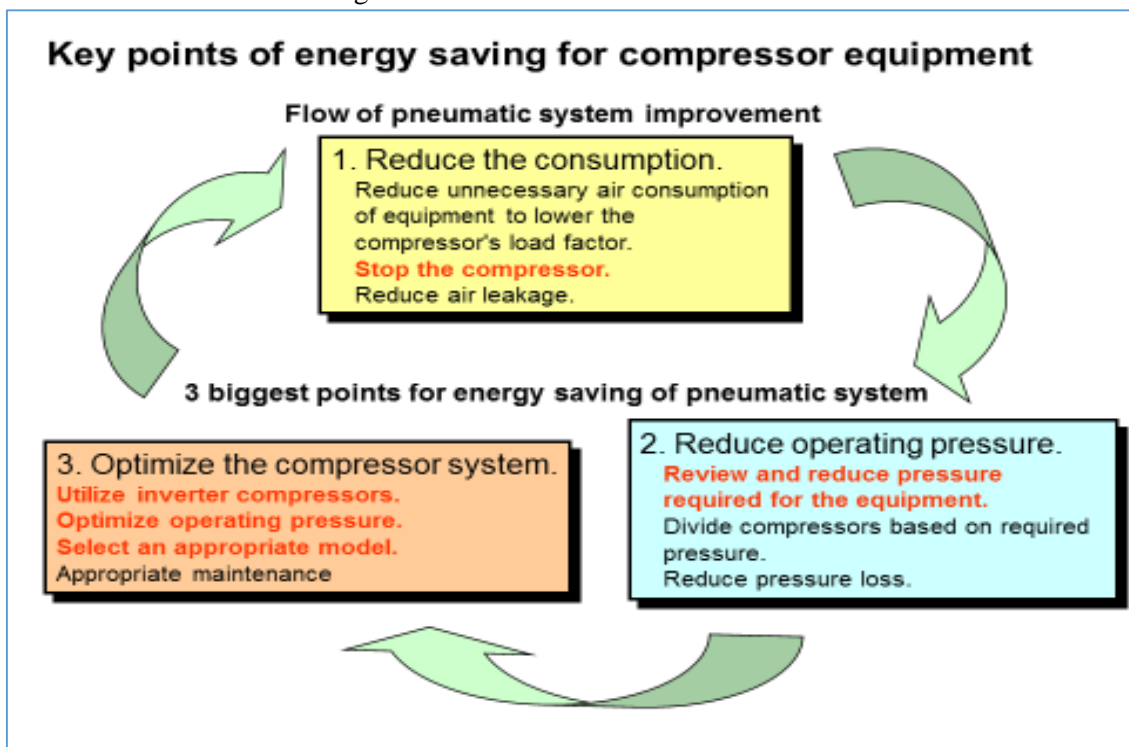 Key points of energy saving for compressor equipment
Flow of pneumatic system improvement
1. Reduce the consumption.
Reduce unnecessary air consumption
of equipment to lower the
compressor's load factor.
Stop the compressor.
Reduce air leakage.
3 biggest points for energy saving of pneumatic system
3. Optimize the compressor system.
Utilize inverter compressors.
Optimize operating pressure.
Select an appropriate model.
Appropriate maintenance
2. Reduce operating pressure.
Review and reduce pressure
required for the equipment.
Divide compressors based on required
pressure.
Reduce pressure loss.